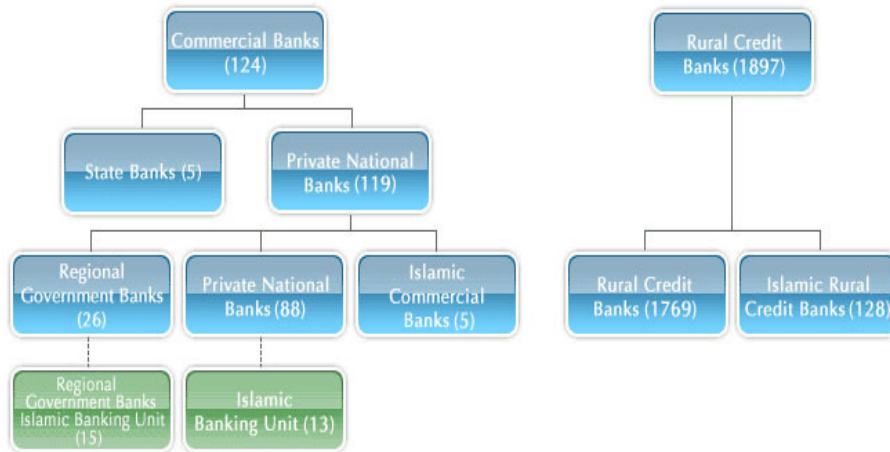 Commercial Banks
(124)
Rural Credit
Banks (1897)
State Banks (5)
Private National
Banks (119)
Regional
Government Banks
(26)
Private National
Banks (88)
Islamic
Commercial
Banks (5)
Rural Credit
Banks (1769)
Islamic Rural
Credit Banks (128)
Regional
Government Banks
Islamic Banking Unit
(15)
Islamic
Banking Unit (13)